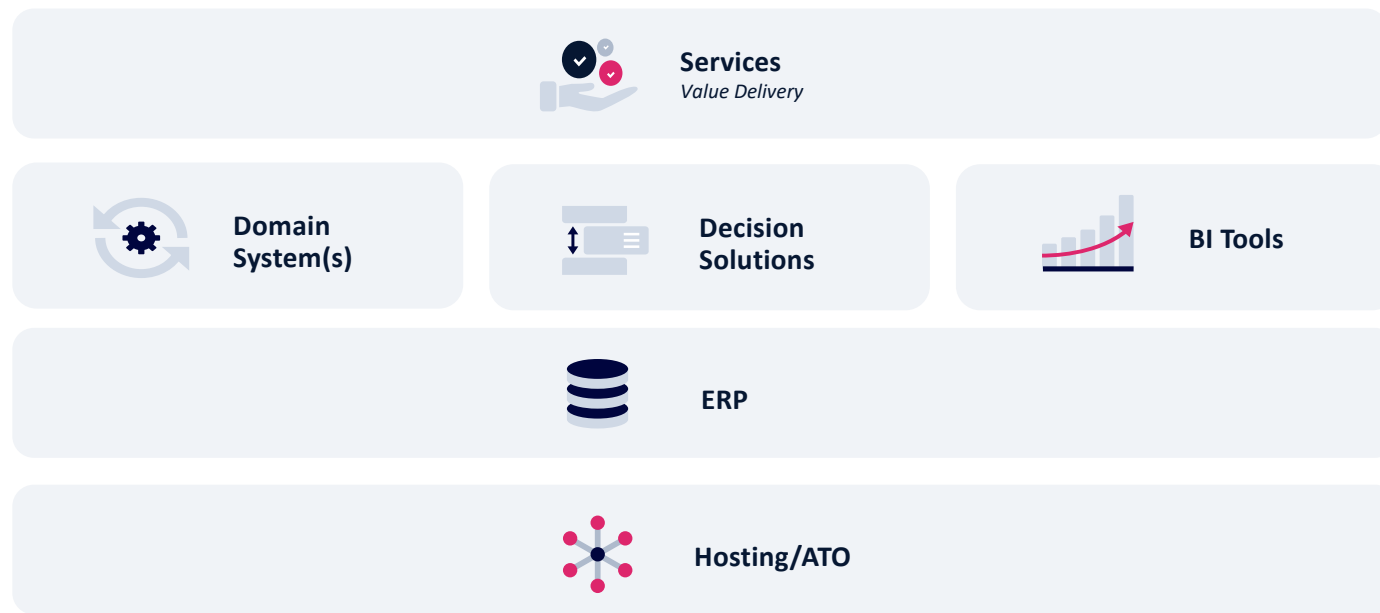 Services
Value Delivery
Domain
System(s)
Decision
Solutions
BI Tools
ERP
Hosting/ATO